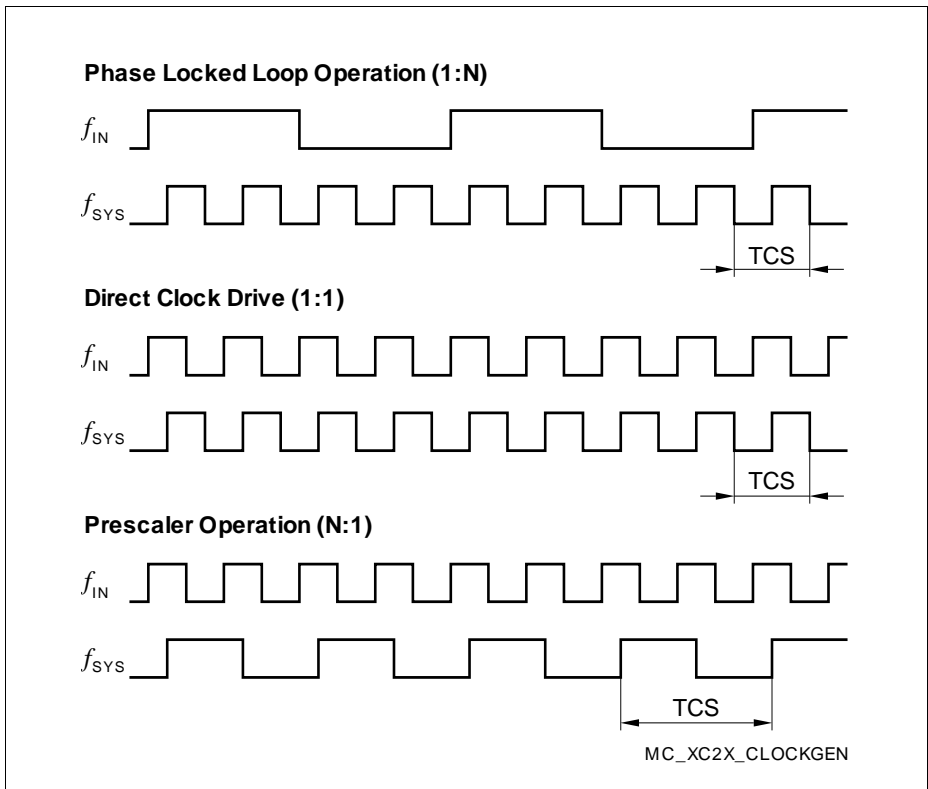 Phase Locked Loop Operation (1:N)
fIN
fSYS
TCS
Direct Clock Drive (1:1)
fIN
fSYS
TCS
Prescaler Operation (N:1)
fIN
fSYS
TCS
MC_XC2X_CLOCKGEN